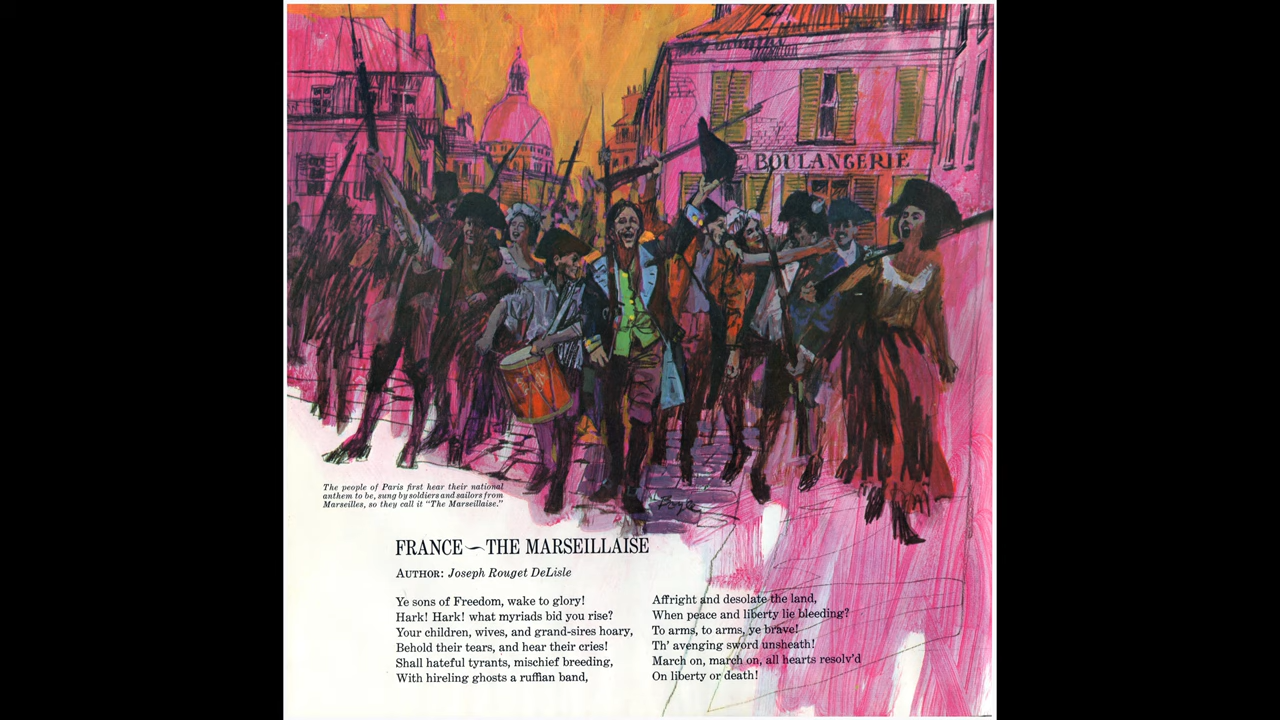 BOULANGERIE
The people of Paris first hear their national
anthem to be, sung by soldiers and sailors from
Marseilles, so they call it "The Marseillaise."
FRANCE—THE MARSEILLAISE
AUTHOR: Joseph Rouget DeLisle
Ye sons of Freedom, wake to glory!
Hark! Hark! what myriads bid you rise?
Your children, wives, and grand-sires hoary,
Behold their tears, and hear their cries!
Shall hateful tyrants, mischief breeding,
With hireling ghosts a ruffian band,
Affright and desolate the land,
When peace and liberty lie bleeding?
To arms, to arms, ye brave!
Th' avenging sword unsheath!
March on, march on, all hearts resolv'd
On liberty or death!